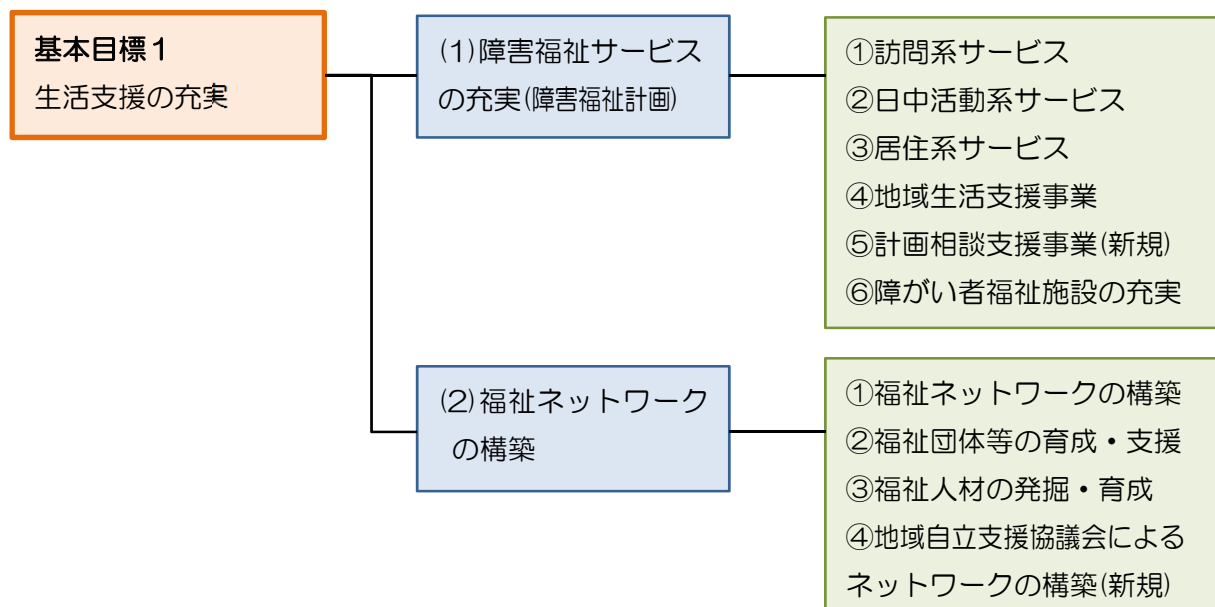 基本目標1
生活支援の充実
(1)障害福祉サービス
の充実(障害福祉計画)
①訪問系サービス
②日中活動系サービス
③居住系サービス
④地域生活支援事業
⑤計画相談支援事業(新規)
⑥障がい者福祉施設の充実
(2)福祉ネットワーク
の構築
①福祉ネットワークの構築
②福祉団体等の育成・支援
③福祉人材の発掘・育成
④地域自立支援協議会による
ネットワークの構築(新規)